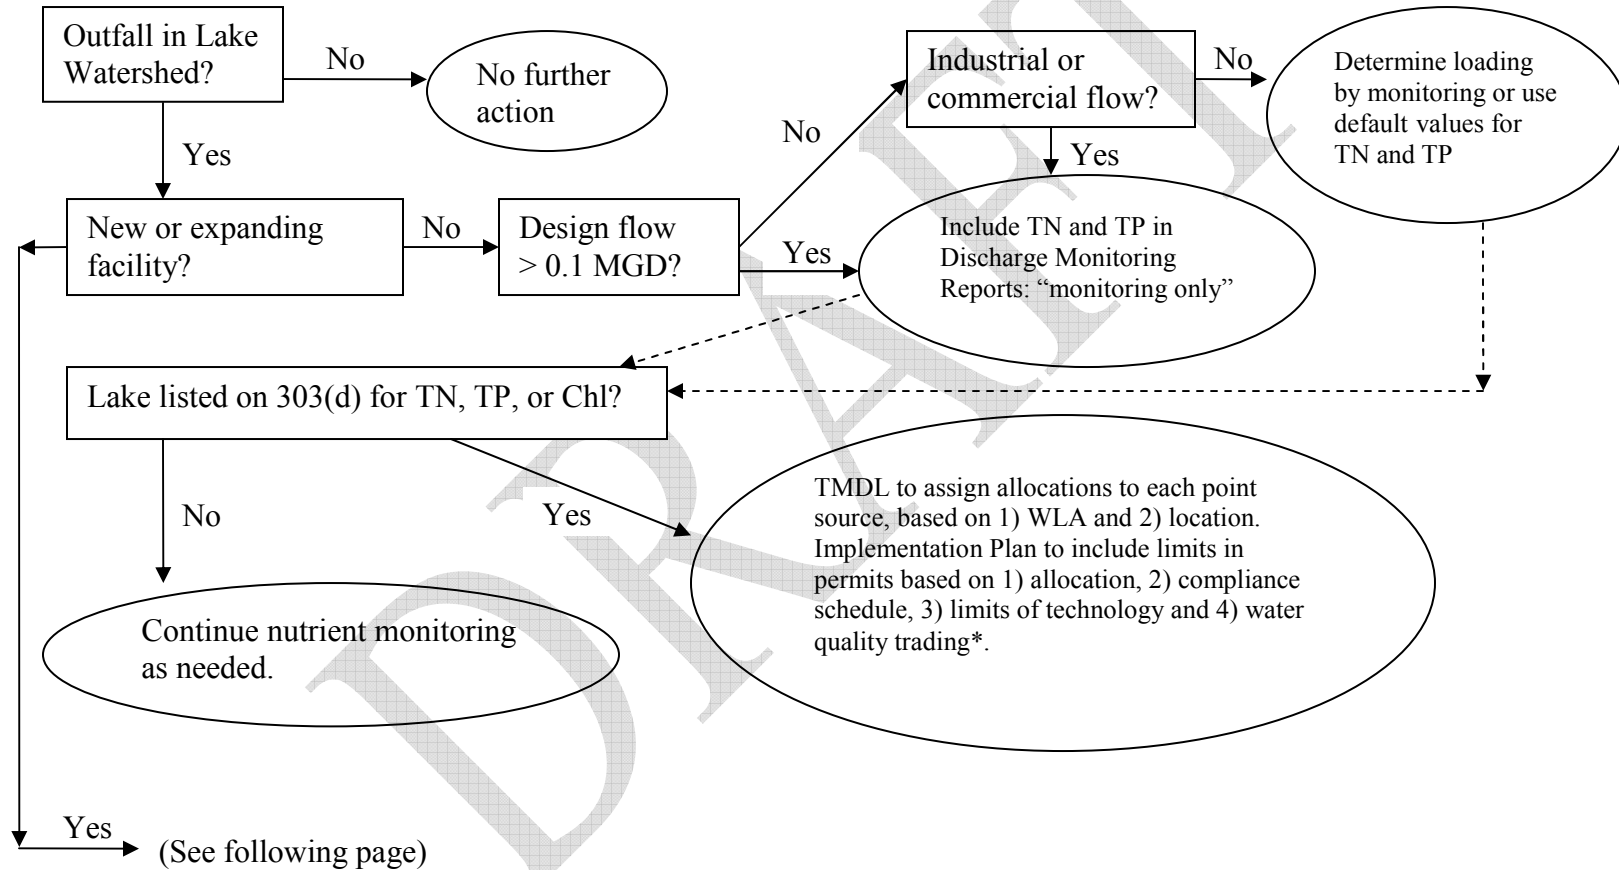 Outfall in Lake
Watershed?
No
No further
action
Industrial or
commercial flow?
No
Determine loading
by monitoring or use
default values for
TN and TP
Yes
No
Yes
New or expanding
facility?
No
Design flow
> 0.1 MGD?
Yes
Include TN and TP in
Discharge Monitoring
Reports: “monitoring only”
Lake listed on 303(d) for TN, TP, or Chl?
No
Yes
TMDL to assign allocations to each point
source, based on 1) WLA and 2) location.
Implementation Plan to include limits in
permits based on 1) allocation, 2) compliance
schedule, 3) limits of technology and 4) water
quality trading*.
Continue nutrient monitoring
as needed.
Yes
(See following page)
DRAFT